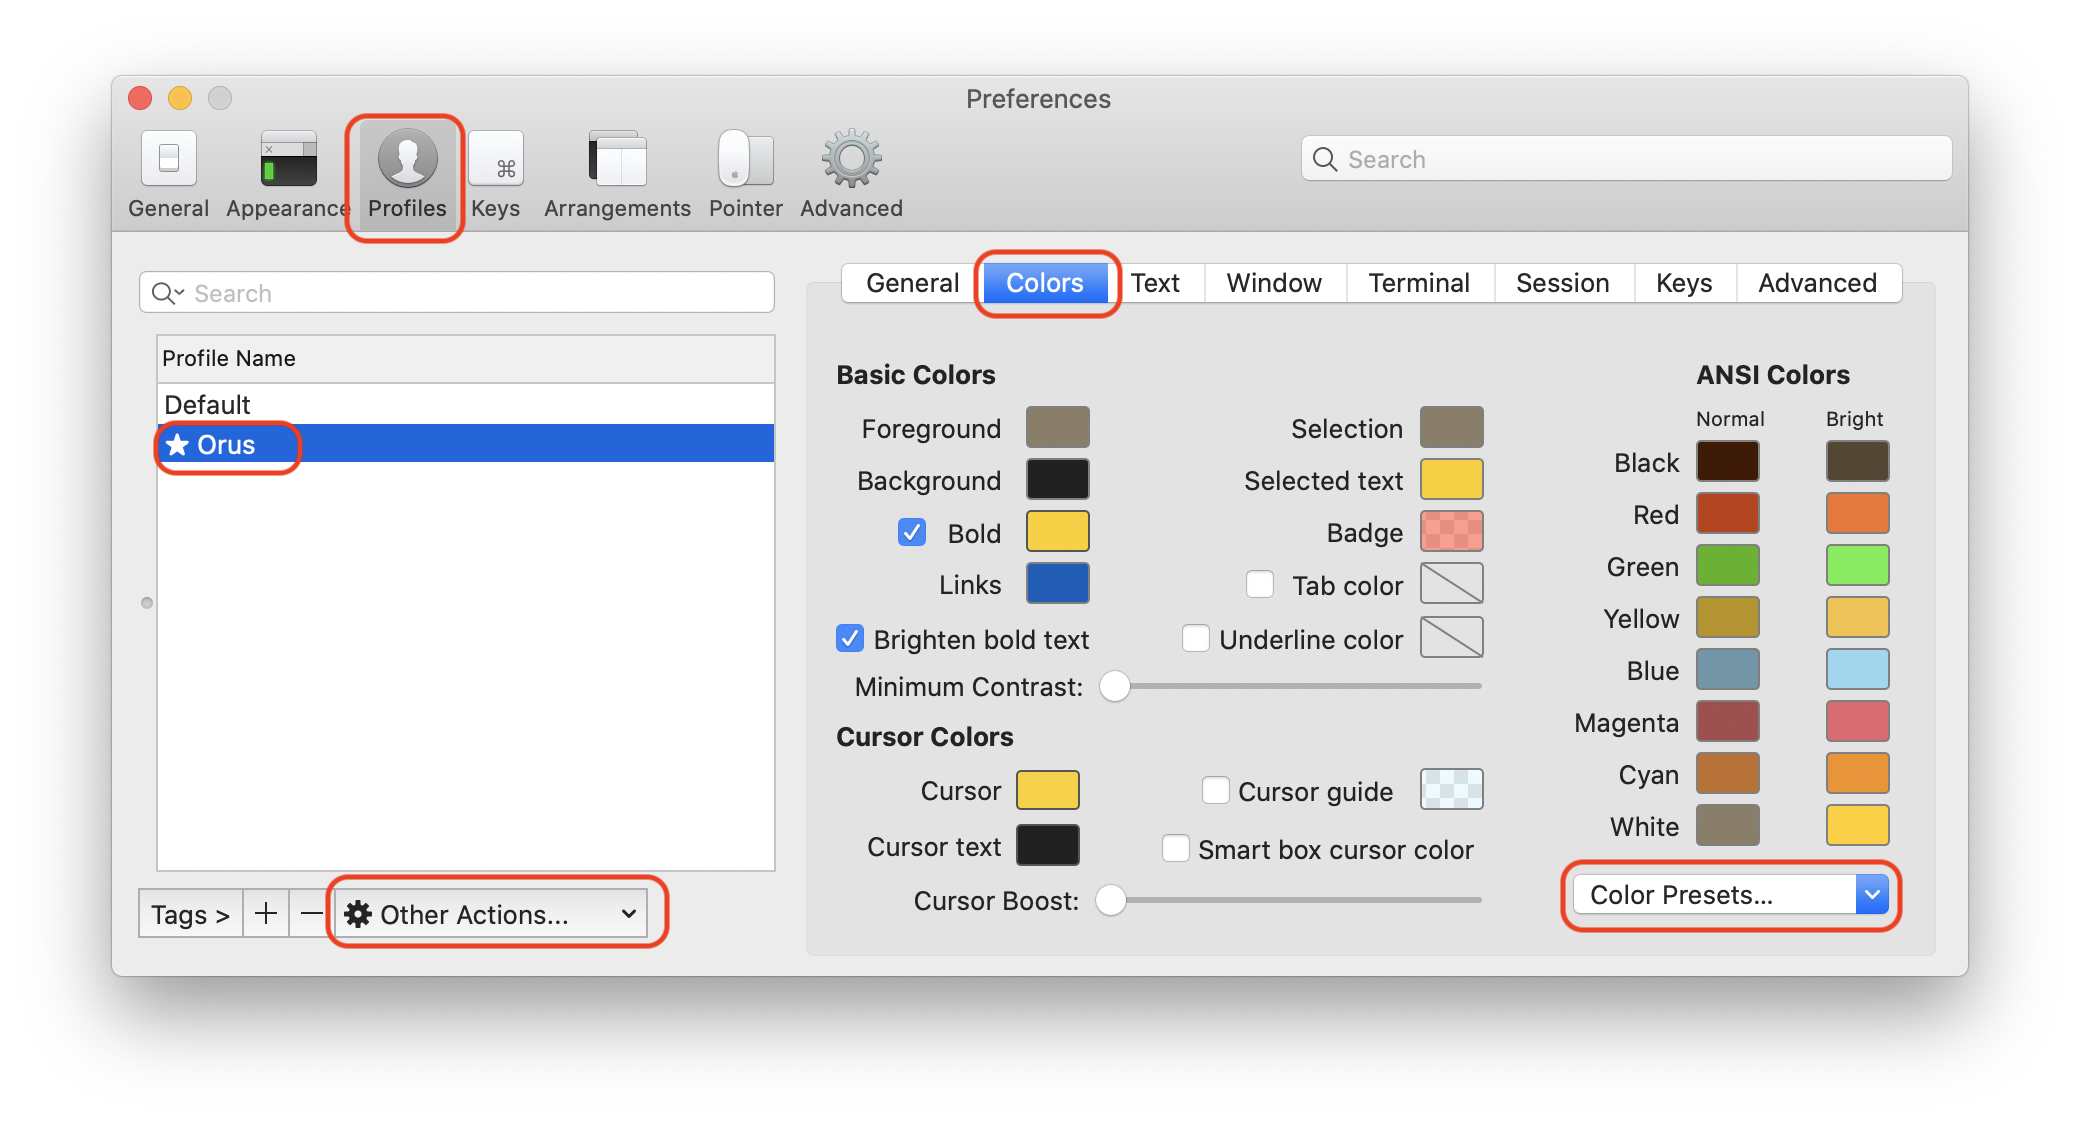 Preferences
General
Appearance
Profiles
Keys
Arrangements
Pointer
Advanced
Search
Search
Profile Name
Default
★ Orus
Tags >
+
—
Other Actions...
General
Colors
Text
Window
Terminal
Session
Keys
Advanced
Basic Colors
Foreground
Background
Bold
Links
Brighten bold text
Selection
Selected text
Badge
Tab color
Underline color
Minimum Contrast:
Cursor Colors
Cursor
Cursor text
Cursor guide
Smart box cursor color
Cursor Boost:
ANSI Colors
Normal Bright
Black
Red
Green
Yellow
Blue
Magenta
Cyan
White
Color Presets...